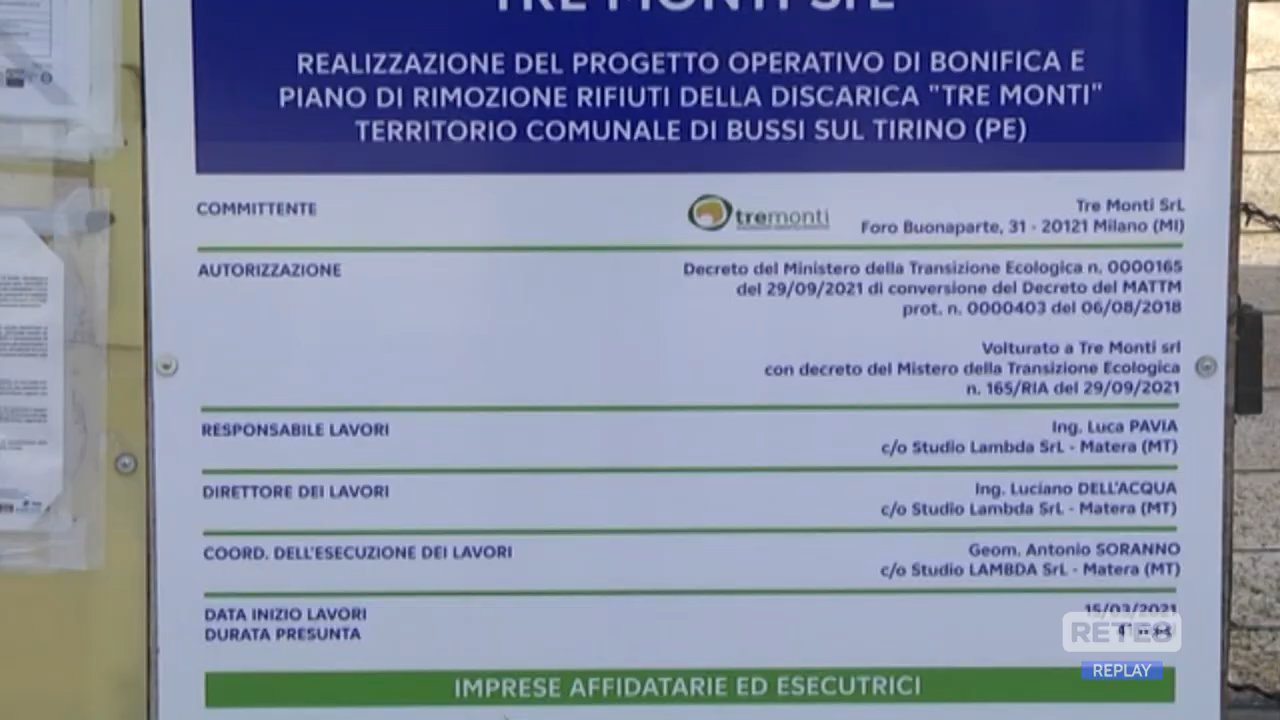 TRE MONTI SrL
REALIZZAZIONE DEL PROGETTO OPERATIVO DI BONIFICA E
PIANO DI RIMOZIONE RIFIUTI DELLA DISCARICA "TRE MONTI"
TERRITORIO COMUNALE DI BUSSI SUL TIRINO (PE)
COMMITTENTE
tremonti
Tre Monti SrL
Foro Buonaparte, 31 - 20121 Milano (MI)
AUTORIZZAZIONE
Decreto del Ministero della Transizione Ecologica n. 0000165
del 29/09/2021 di conversione del Decreto del MATTM
prot. n. 0000403 del 06/08/2018
Volturato a Tre Monti srl
con decreto del Mistero della Transizione Ecologica
n. 165/RIA del 29/09/2021
RESPONSABILE LAVORI
Ing. Luca PAVIA
c/o Studio Lambda SrL - Matera (MT)
DIRETTORE DEI LAVORI
Ing. Luciano DELL'ACQUA
c/o Studio Lambda SrL - Matera (MT)
COORD. DELL'ESECUZIONE DEI LAVORI
Geom. Antonio SORANNO
c/o Studio LAMBDA SrL - Matera (MT)
DATA INIZIO LAVORI
15/03/2021
DURATA PRESUNTA
RETE8
REPLAY
IMPRESE AFFIDATARIE ED ESECUTRICI